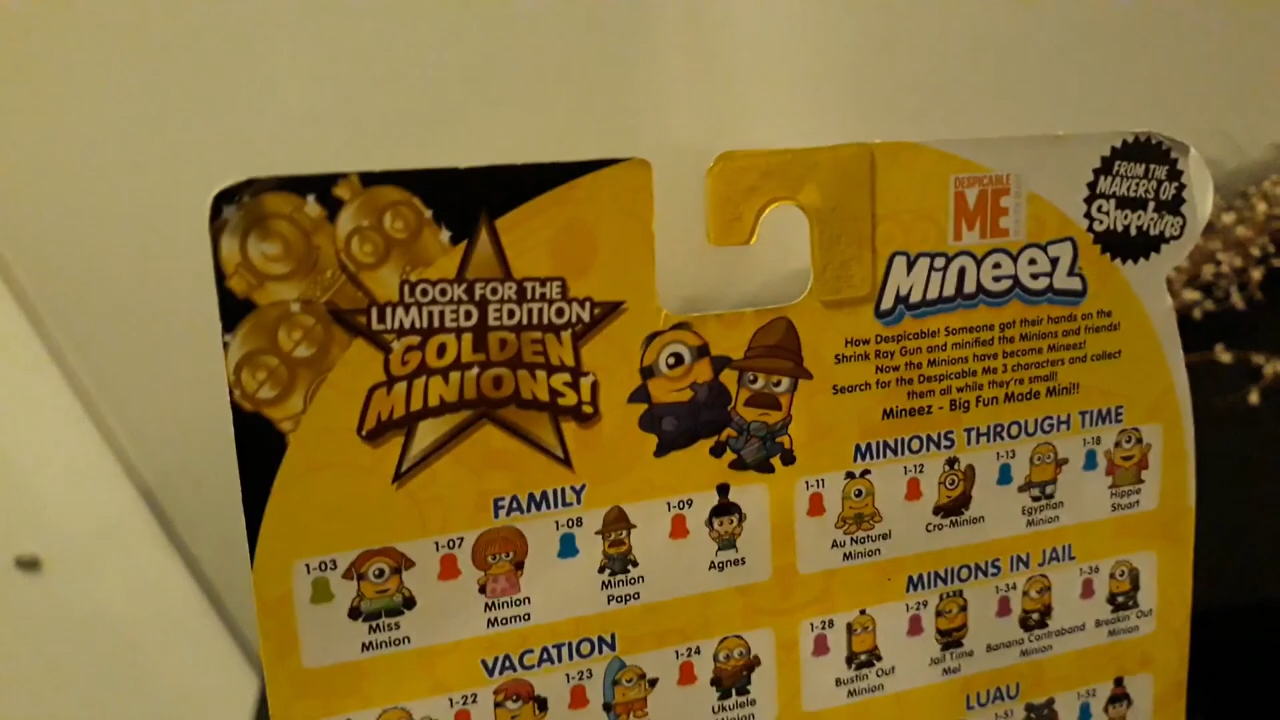 LOOK FOR THE
LIMITED EDITION
GOLDEN
MINIONS!
DESPICABLE
ME
FROM THE
MAKERS OF
Shopkins
Mineez
How Despicable! Someone got their hands on the
Shrink Ray Gun and minified the Minions and friends!
Now the Minions have become Mineez!
Search for the Despicable Me 3 characters and collect
them all while they're small!
Mineez - Big Fun Made Mini!!
FAMILY
1-03
Miss
Minion
1-07
Minion
Mama
1-08
Minion
Papa
1-09
Agnes
MINIONS THROUGH TIME
1-11
Au Naturel
Minion
1-12
Cro-Minion
1-13
Egyptian
Minion
1-18
Hippie
Stuart
MINIONS IN JAIL
1-28
Bustin' Out
Minion
1-29
Jail Time
Mel
1-34
Banana Contraband
Minion
1-36
Breakin' Out
Minion
VACATION
1-22
1-23
1-24
Ukulele
Minion
LUAU
1-51
1-52